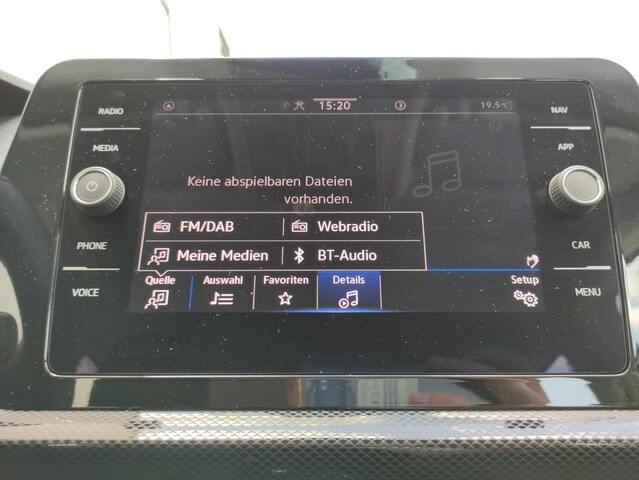 RADIO
MEDIA
PHONE
VOICE
15:20
19.5°C
Keine abspielbaren Dateien
vorhanden.
FM/DAB
Webradio
Meine Medien
BT-Audio
Quelle
Auswahl
Favoriten
Details
Setup
NAV
APP
CAR
MENU